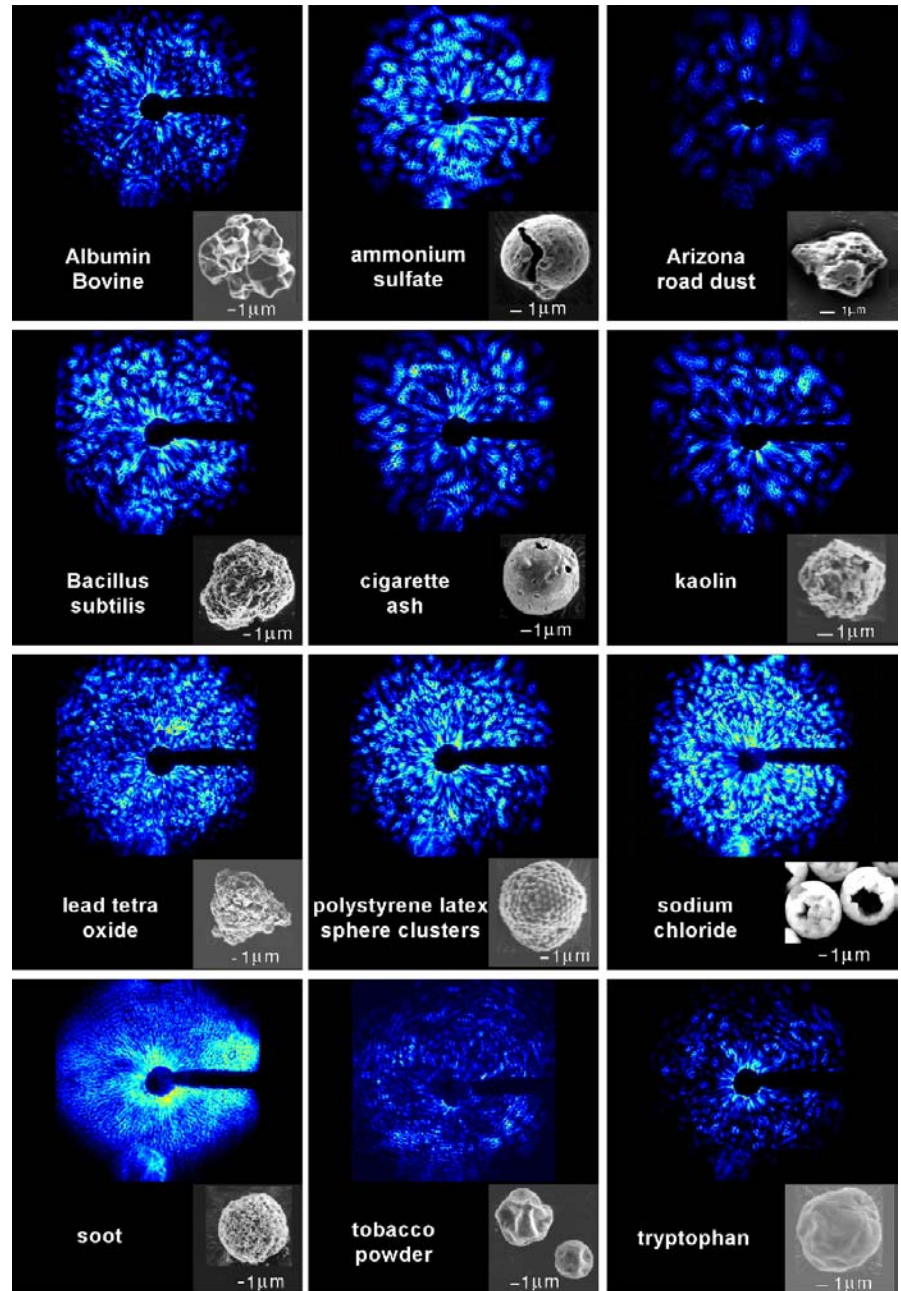 Albumin
Bovine
–1μm
ammonium
sulfate
– 1μm
Arizona
road dust
— 1μm
Bacillus
subtilis
–1μm
cigarette
ash
–1μm
kaolin
— 1μm
lead tetra
oxide
-1μm
polystyrene latex
sphere clusters
–1μm
sodium
chloride
–1μm
soot
-1μm
tobacco
powder
–1μm
tryptophan
— 1μm